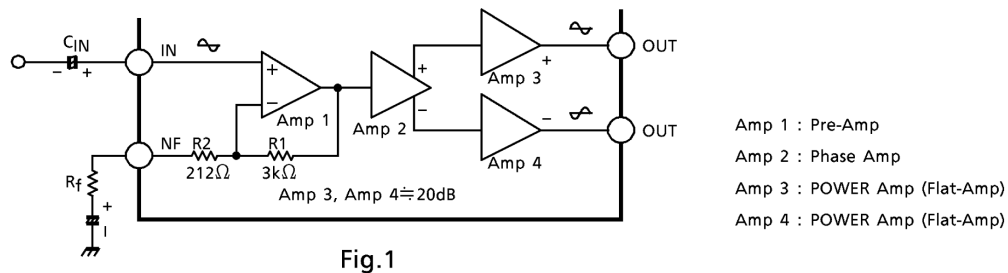 CIN
IN
OUT
+
Amp 3
+
- +
+
-
Amp 1
+
-
Amp 2
-
OUT
Amp 4
NF
R2
212Ω
R1
3kΩ
Rf
+
I
Amp 3, Amp 4≒20dB
Amp 1 : Pre-Amp
Amp 2 : Phase Amp
Amp 3 : POWER Amp (Flat-Amp)
Amp 4 : POWER Amp (Flat-Amp)
Fig.1